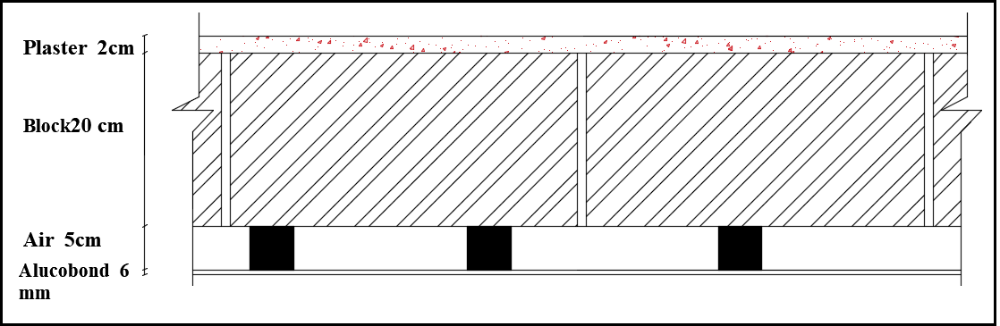 Plaster 2cm
Block20 cm
Air 5cm
Alucobond 6
mm